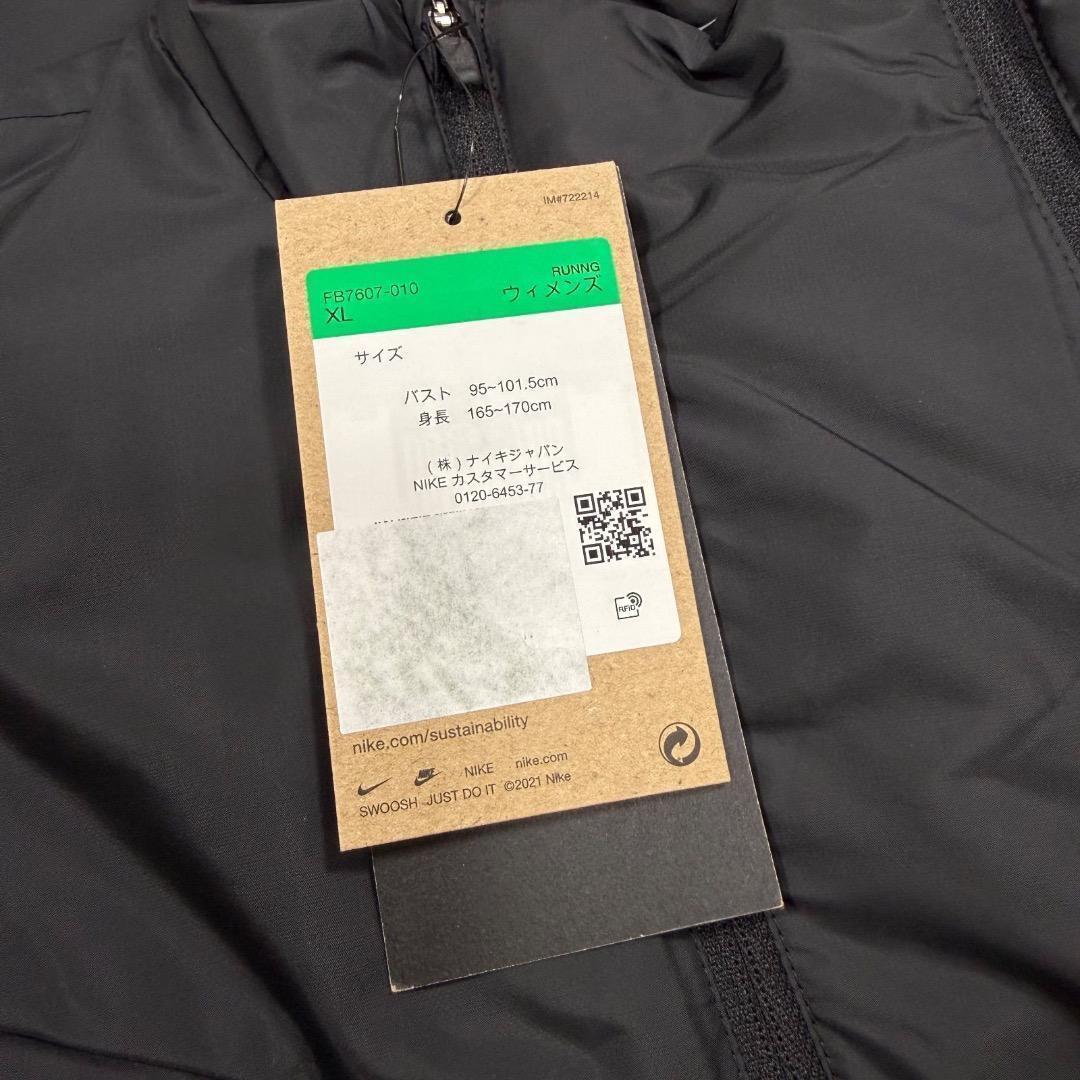 IM#722214
FB7607-010
RUNNG
XL
ウィメンズ
サイズ
バスト 95~101.5cm
身長 165~170cm
(株)ナイキジャパン
NIKE カスタマーサービス
0120-6453-77
RFID
nike.com/sustainability
NIKE nike.com
SWOOSH JUST DO IT ©2021 Nike